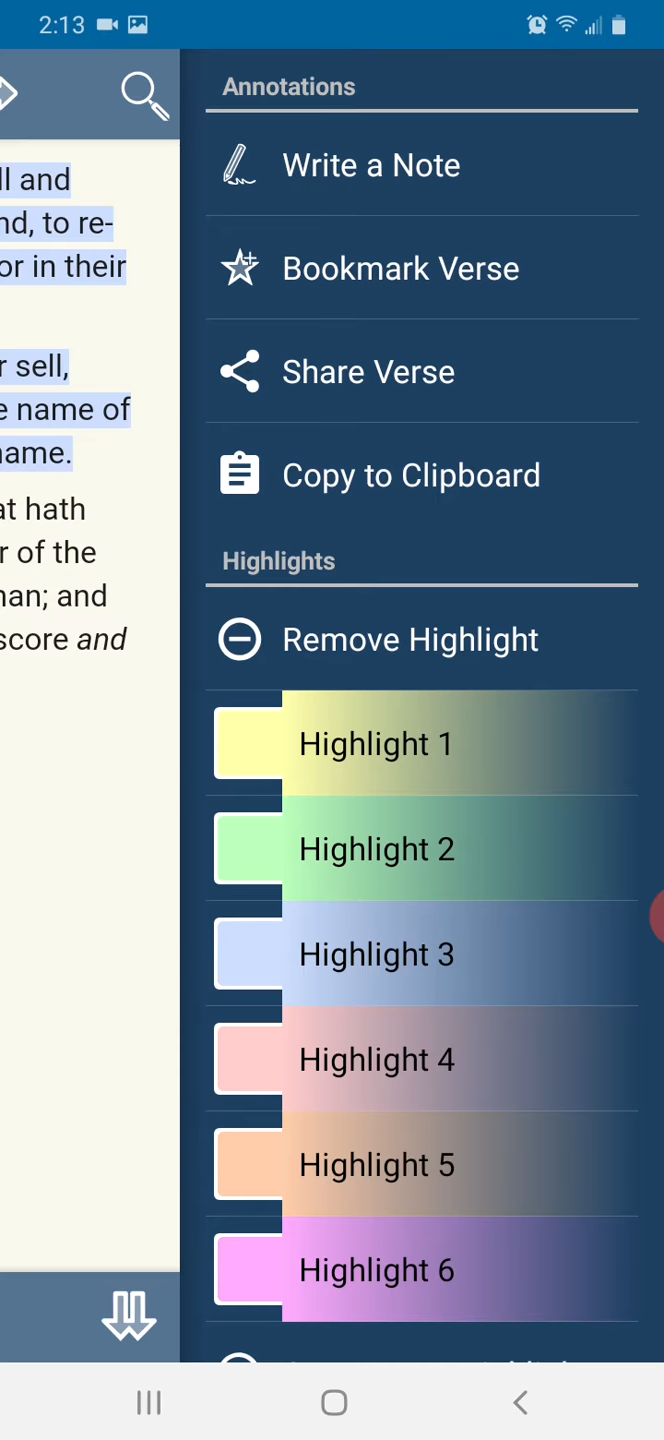 2:13
ll and
nd, to re-
or in their
r sell,
e name of
name.
at hath
r of the
nan; and
score and
Annotations
Write a Note
Bookmark Verse
Share Verse
Copy to Clipboard
Highlights
Remove Highlight
Highlight 1
Highlight 2
Highlight 3
Highlight 4
Highlight 5
Highlight 6